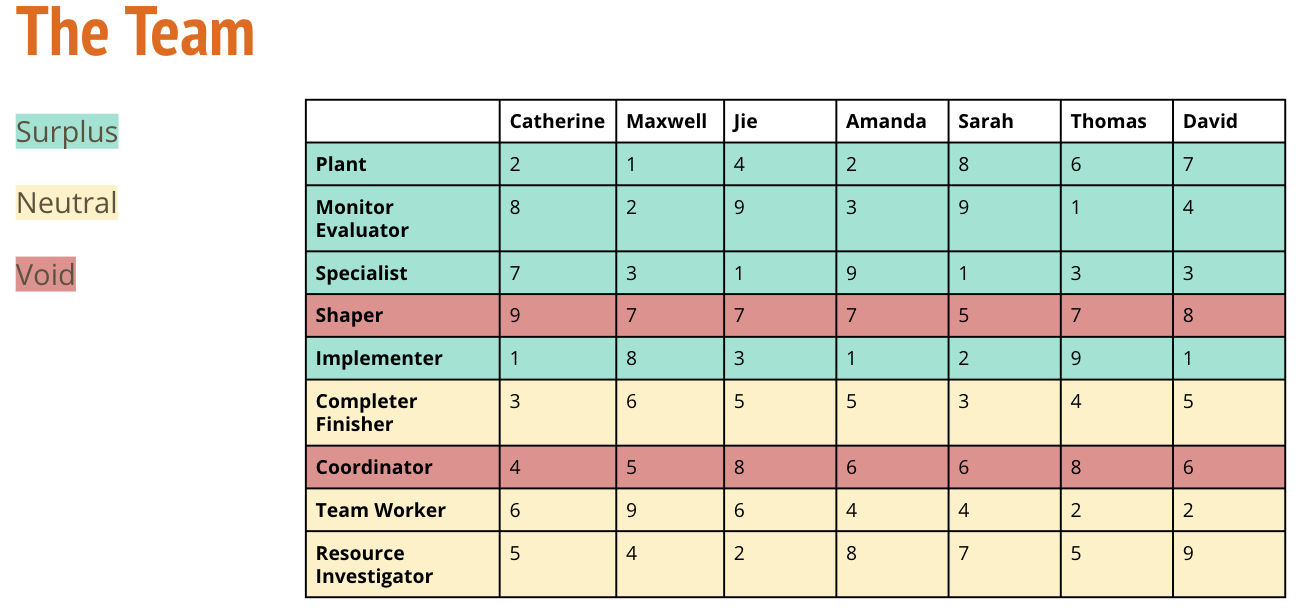 The Team
Surplus
Neutral
Void
Catherine Maxwell Jie Amanda Sarah Thomas David
Plant 2 1 4 2 8 6 7
Monitor 8 2 9 3 9 1 4
Evaluator
Specialist 7 3 1 9 1 3 3
Shaper 9 7 7 7 5 7 8
Implementer 1 8 3 1 2 9 1
Completer 3 6 5 5 3 4 5
Finisher
Coordinator 4 5 8 6 6 8 6
Team Worker 6 9 6 4 4 2 2
Resource 5 4 2 8 7 5 9
Investigator